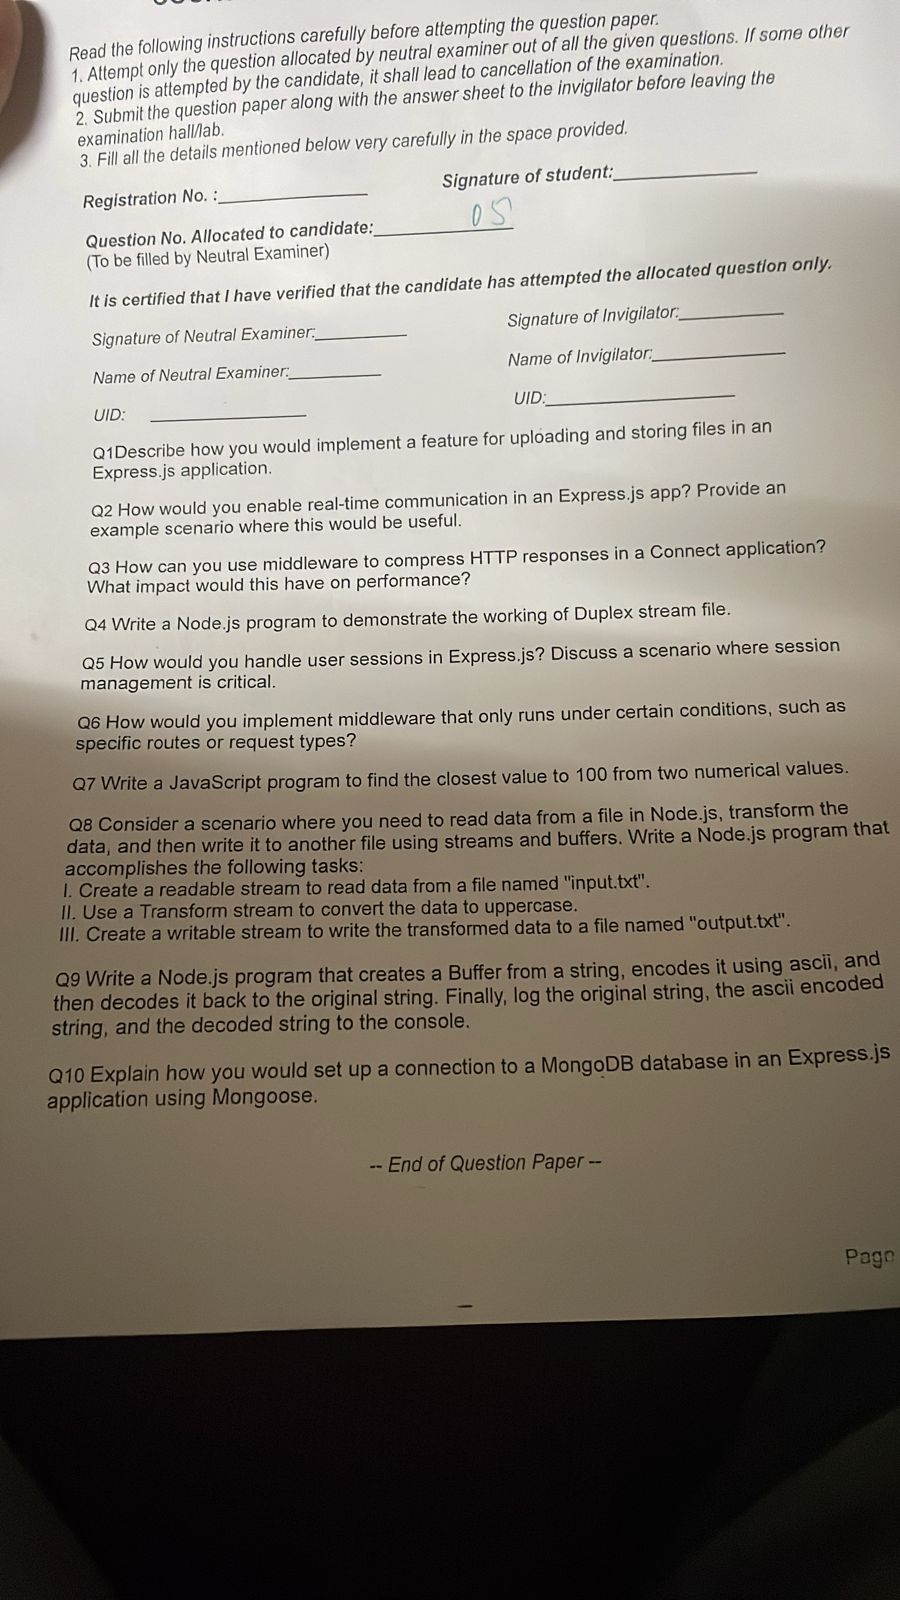 Read the following instructions carefully before attempting the question paper.
1. Attempt only the question allocated by neutral examiner out of all the given questions. If some other
question is attempted by the candidate, it shall lead to cancellation of the examination.
2. Submit the question paper along with the answer sheet to the invigilator before leaving the
examination hall/lab.
3. Fill all the details mentioned below very carefully in the space provided.
Registration No. :____________ Signature of student:____________
Question No. Allocated to candidate:____________ 05
(To be filled by Neutral Examiner)
It is certified that I have verified that the candidate has attempted the allocated question only.
Signature of Neutral Examiner:____________ Signature of Invigilator:____________
Name of Neutral Examiner:____________ Name of Invigilator:____________
UID: ____________ UID:____________
Q1Describe how you would implement a feature for uploading and storing files in an
Express.js application.
Q2 How would you enable real-time communication in an Express.js app? Provide an
example scenario where this would be useful.
Q3 How can you use middleware to compress HTTP responses in a Connect application?
What impact would this have on performance?
Q4 Write a Node.js program to demonstrate the working of Duplex stream file.
Q5 How would you handle user sessions in Express.js? Discuss a scenario where session
management is critical.
Q6 How would you implement middleware that only runs under certain conditions, such as
specific routes or request types?
Q7 Write a JavaScript program to find the closest value to 100 from two numerical values.
Q8 Consider a scenario where you need to read data from a file in Node.js, transform the
data, and then write it to another file using streams and buffers. Write a Node.js program that
accomplishes the following tasks:
I. Create a readable stream to read data from a file named "input.txt".
II. Use a Transform stream to convert the data to uppercase.
III. Create a writable stream to write the transformed data to a file named "output.txt".
Q9 Write a Node.js program that creates a Buffer from a string, encodes it using ascii, and
then decodes it back to the original string. Finally, log the original string, the ascii encoded
string, and the decoded string to the console.
Q10 Explain how you would set up a connection to a MongoDB database in an Express.js
application using Mongoose.
-- End of Question Paper --
Page